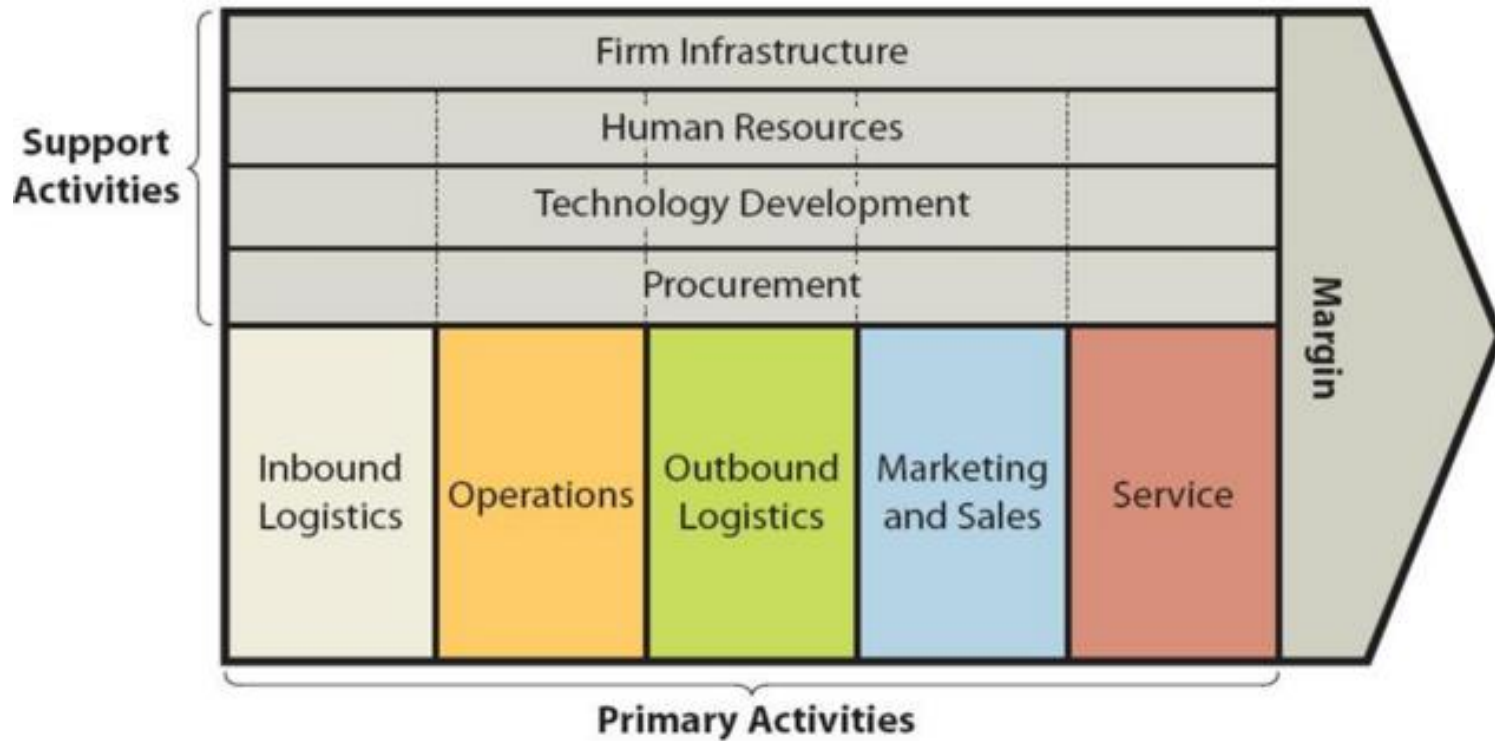 Firm Infrastructure
Human Resources
Technology Development
Procurement
Support
Activities
Inbound
Logistics
Operations
Outbound
Logistics
Marketing
and Sales
Service
Margin
Primary Activities